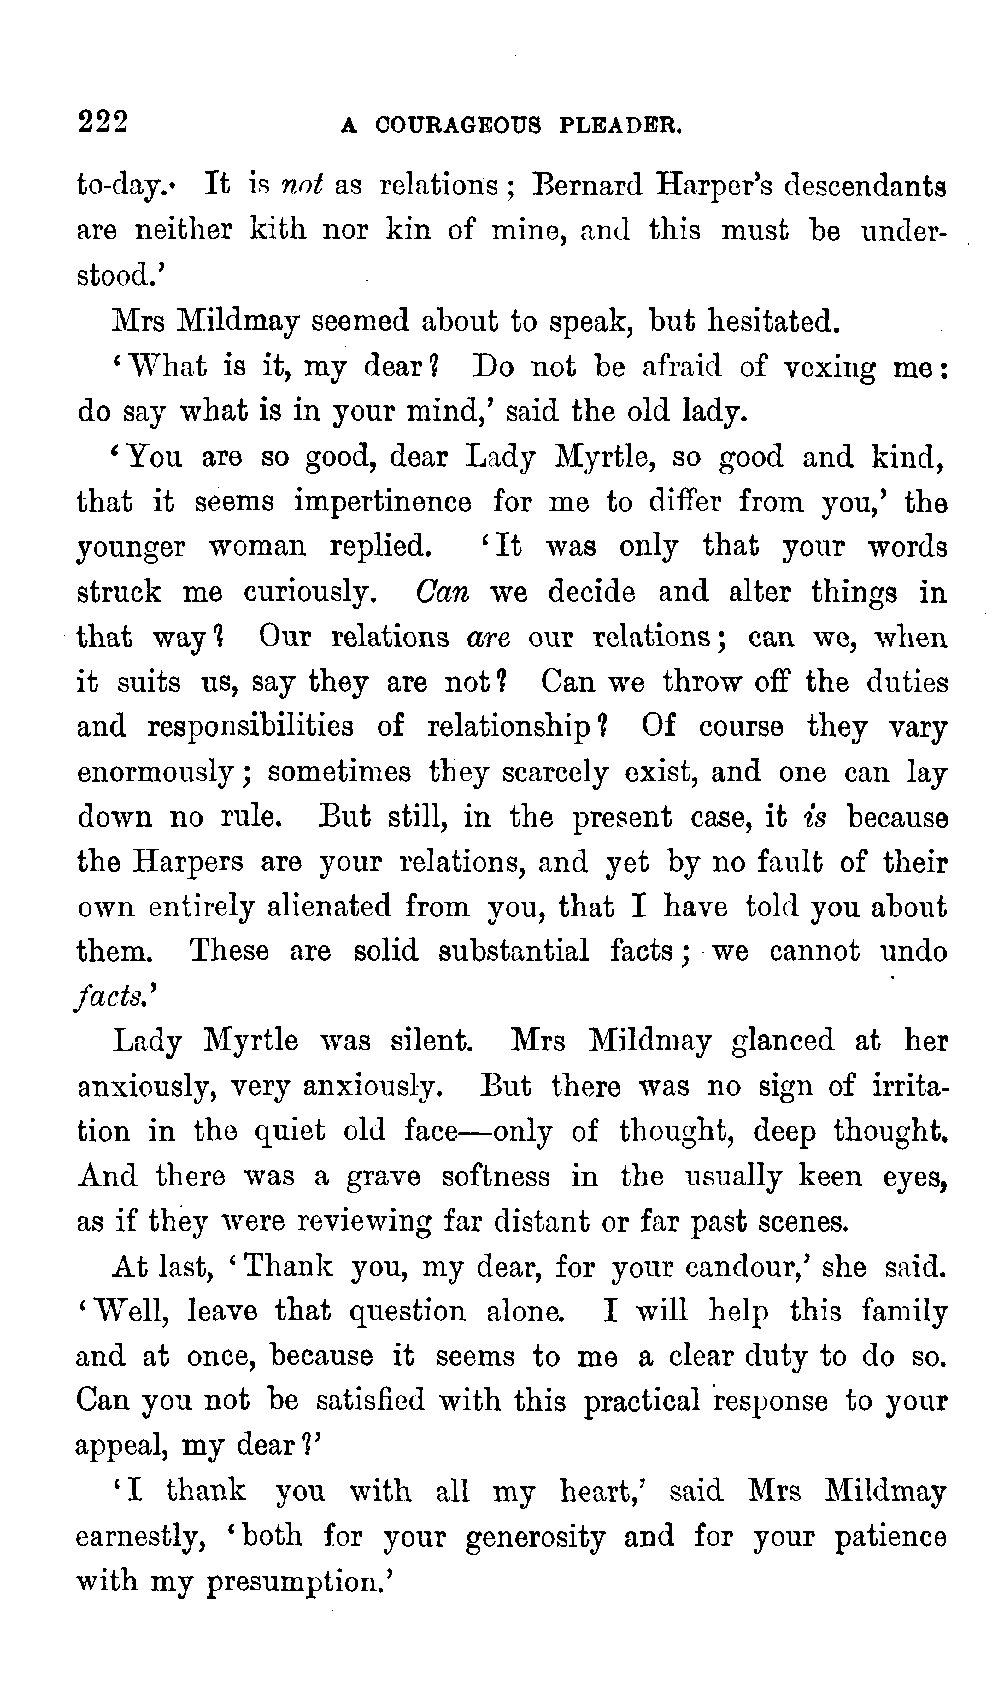 222 A COURAGEOUS PLEADER.
to-day. It is not as relations; Bernard Harper's descendants
are neither kith nor kin of mine, and this must be under-
stood.'
Mrs Mildmay seemed about to speak, but hesitated.
'What is it, my dear? Do not be afraid of vexing me:
do say what is in your mind,' said the old lady.
'You are so good, dear Lady Myrtle, so good and kind,
that it seems impertinence for me to differ from you,' the
younger woman replied. 'It was only that your words
struck me curiously. Can we decide and alter things in
that way? Our relations are our relations; can we, when
it suits us, say they are not? Can we throw off the duties
and responsibilities of relationship? Of course they vary
enormously; sometimes they scarcely exist, and one can lay
down no rule. But still, in the present case, it is because
the Harpers are your relations, and yet by no fault of their
own entirely alienated from you, that I have told you about
them. These are solid substantial facts; we cannot undo
facts.'
Lady Myrtle was silent. Mrs Mildmay glanced at her
anxiously, very anxiously. But there was no sign of irrita-
tion in the quiet old face—only of thought, deep thought.
And there was a grave softness in the usually keen eyes,
as if they were reviewing far distant or far past scenes.
At last, 'Thank you, my dear, for your candour,' she said.
'Well, leave that question alone. I will help this family
and at once, because it seems to me a clear duty to do so.
Can you not be satisfied with this practical response to your
appeal, my dear?'
'I thank you with all my heart,' said Mrs Mildmay
earnestly, 'both for your generosity and for your patience
with my presumption.'